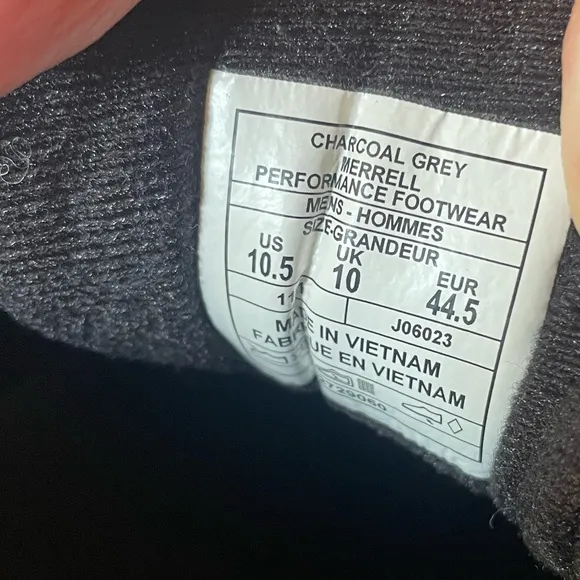 CHARCOAL GREY
MERRELL
PERFORMANCE FOOTWEAR
MENS - HOMMES
SIZE-GRANDEUR
US UK EUR
10.5 10 44.5
J06023
MADE IN VIETNAM
FABRIQUE EN VIETNAM